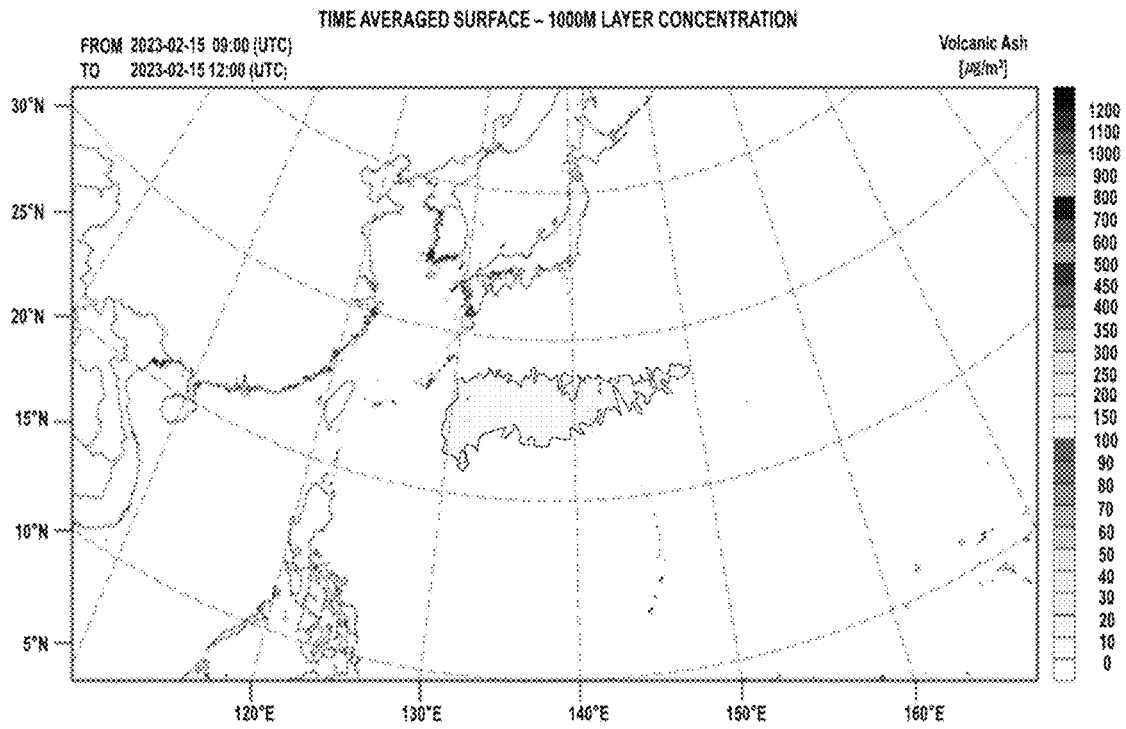 TIME AVERAGED SURFACE – 1000M LAYER CONCENTRATION
FROM 2023-02-15 09:00 (UTC)
TO 2023-02-15 12:00 (UTC)
Volcanic Ash
[㎍/m³]
30°N
25°N
20°N
15°N
10°N
5°N
120°E
130°E
140°E
150°E
160°E
1200
1100
1000
900
800
700
600
500
450
400
350
300
250
200
150
100
90
80
70
60
50
40
30
20
10
0